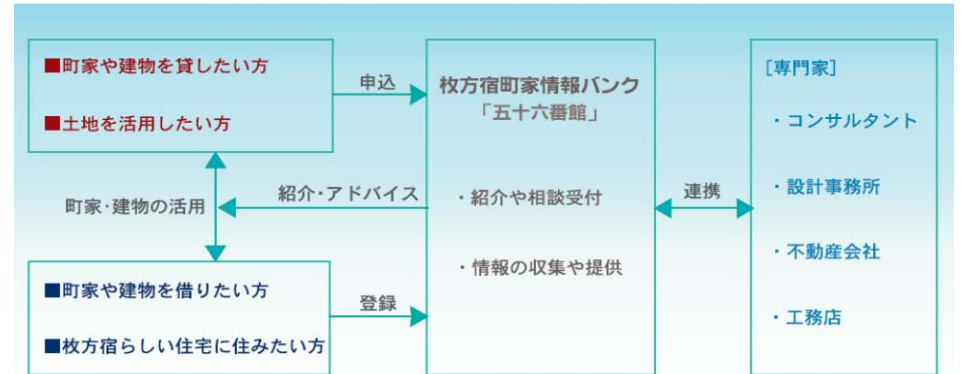 ■町家や建物を貸したい方
■土地を活用したい方
申込
枚方宿町家情報バンク
「五十六番館」
[専門家]
・コンサルタント
町家・建物の活用
紹介・アドバイス
・紹介や相談受付
連携
・設計事務所
・情報の収集や提供
・不動産会社
■町家や建物を借りたい方
■枚方宿らしい住宅に住みたい方
登録
・工務店